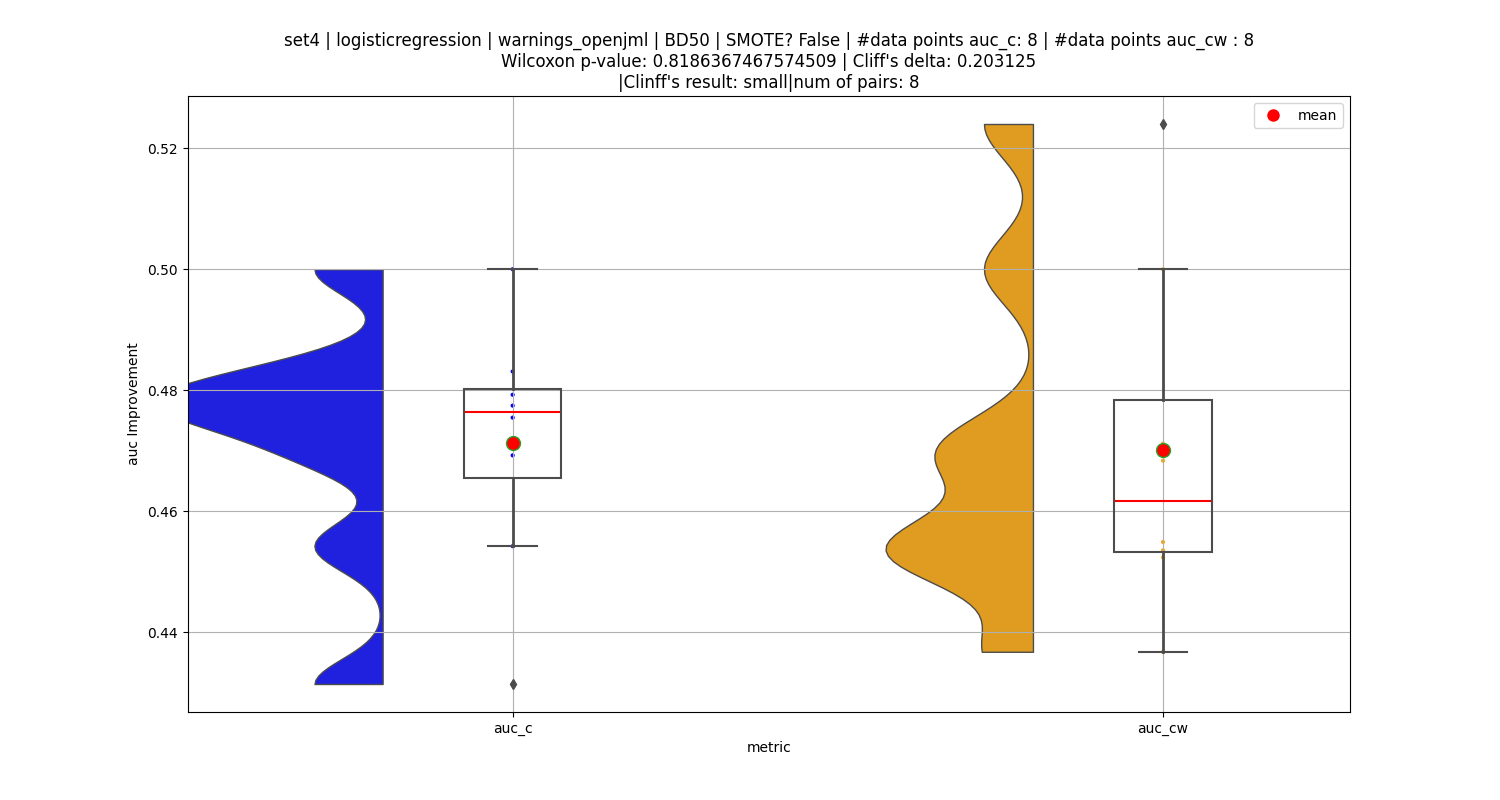 set4 | logisticregression | warnings_openjml | BD50 | SMOTE? False | #data points auc_c: 8 | #data points auc_cw : 8
Wilcoxon p-value: 0.8186367467574509 | Cliff's delta: 0.203125
|Clinff's result: small|num of pairs: 8
mean
0.52
0.50
0.48
0.46
0.44
auc Improvement
auc_c
auc_cw
metric